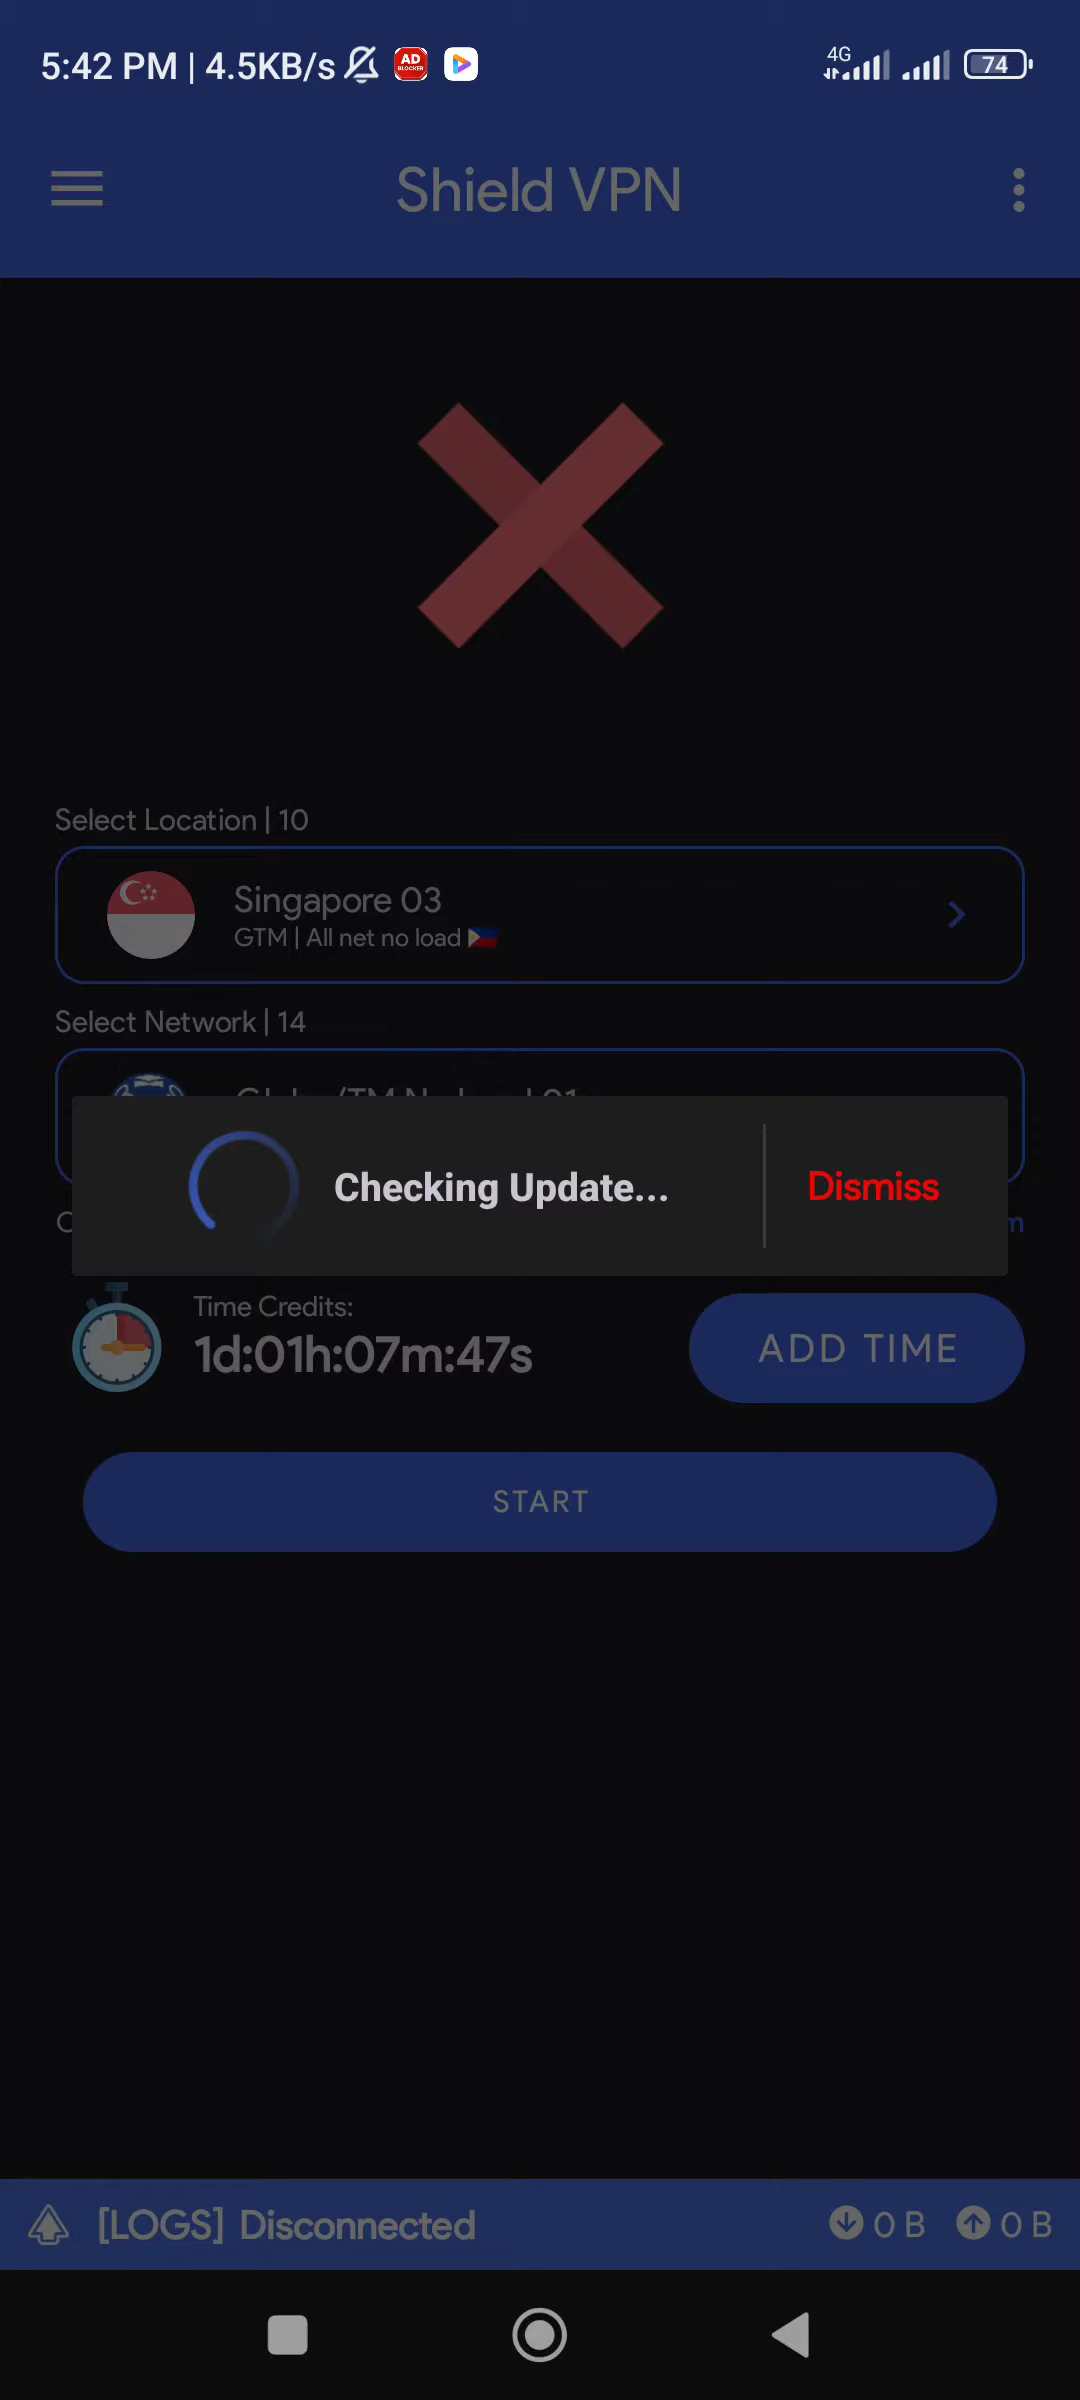 5:42 PM | 4.5KB/s
AD
BLOCKER
4G
74
Shield VPN
Select Location | 10
Singapore 03
GTM | All net no load
Select Network | 14
Checking Update...
Dismiss
Time Credits:
1d:01h:07m:47s
ADD TIME
START
[LOGS] Disconnected
0 B
0 B